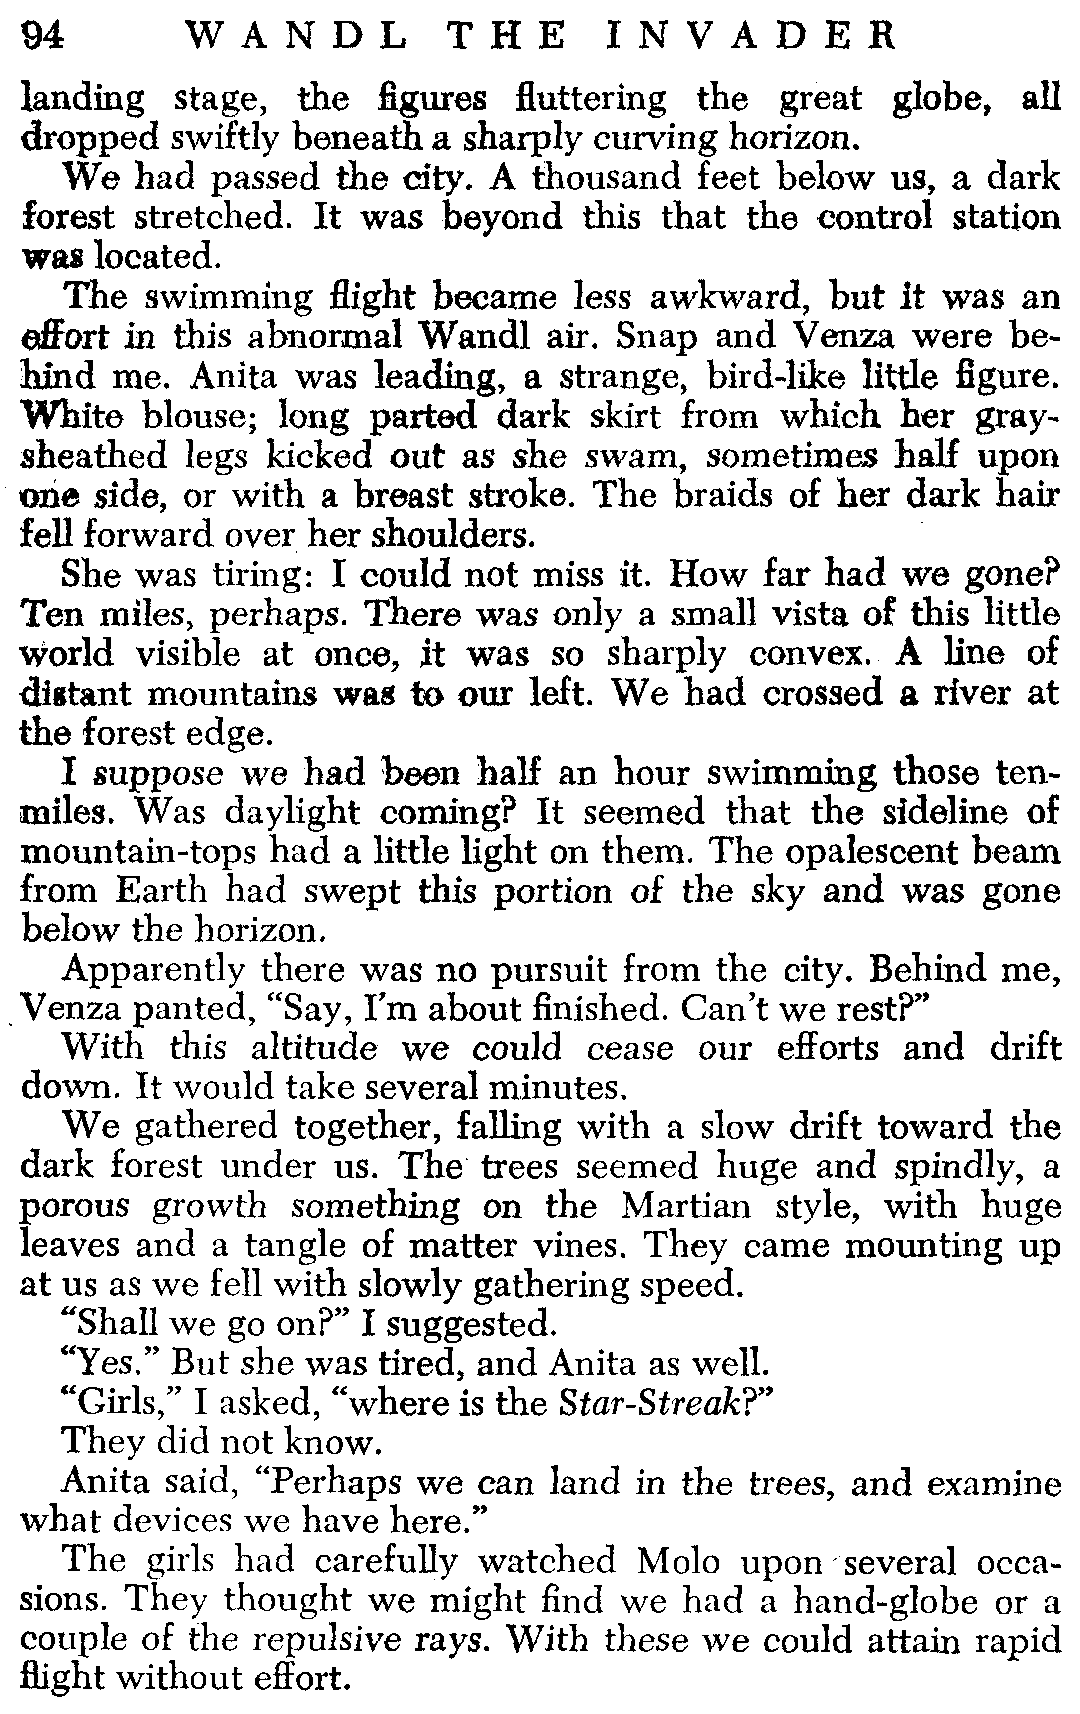 94 WANDL THE INVADER
landing stage, the figures fluttering the great globe, all
dropped swiftly beneath a sharply curving horizon.
We had passed the city. A thousand feet below us, a dark
forest stretched. It was beyond this that the control station
was located.
The swimming flight became less awkward, but it was an
effort in this abnormal Wandl air. Snap and Venza were be-
hind me. Anita was leading, a strange, bird-like little figure.
White blouse; long parted dark skirt from which her gray-
sheathed legs kicked out as she swam, sometimes half upon
one side, or with a breast stroke. The braids of her dark hair
fell forward over her shoulders.
She was tiring: I could not miss it. How far had we gone?
Ten miles, perhaps. There was only a small vista of this little
world visible at once, it was so sharply convex. A line of
distant mountains was to our left. We had crossed a river at
the forest edge.
I suppose we had been half an hour swimming those ten-
miles. Was daylight coming? It seemed that the sideline of
mountain-tops had a little light on them. The opalescent beam
from Earth had swept this portion of the sky and was gone
below the horizon.
Apparently there was no pursuit from the city. Behind me,
Venza panted, “Say, I'm about finished. Can't we rest?”
With this altitude we could cease our efforts and drift
down. It would take several minutes.
We gathered together, falling with a slow drift toward the
dark forest under us. The trees seemed huge and spindly, a
porous growth something on the Martian style, with huge
leaves and a tangle of matter vines. They came mounting up
at us as we fell with slowly gathering speed.
“Shall we go on?” I suggested.
“Yes.” But she was tired, and Anita as well.
“Girls,” I asked, “where is the Star-Streak?”
They did not know.
Anita said, “Perhaps we can land in the trees, and examine
what devices we have here.”
The girls had carefully watched Molo upon several occa-
sions. They thought we might find we had a hand-globe or a
couple of the repulsive rays. With these we could attain rapid
flight without effort.